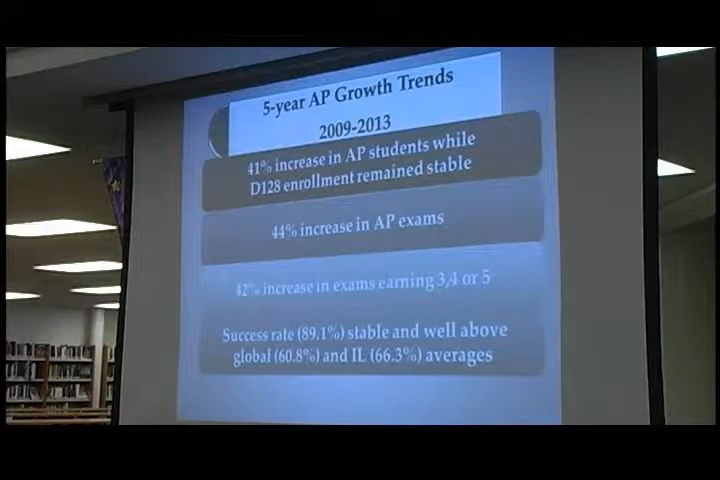 5-year AP Growth Trends
2009-2013
41% increase in AP students while
D128 enrollment remained stable
44% increase in AP exams
42% increase in exams earning 3,4 or 5
Success rate (89.1%) stable and well above
global (60.8%) and IL (66.3%) averages